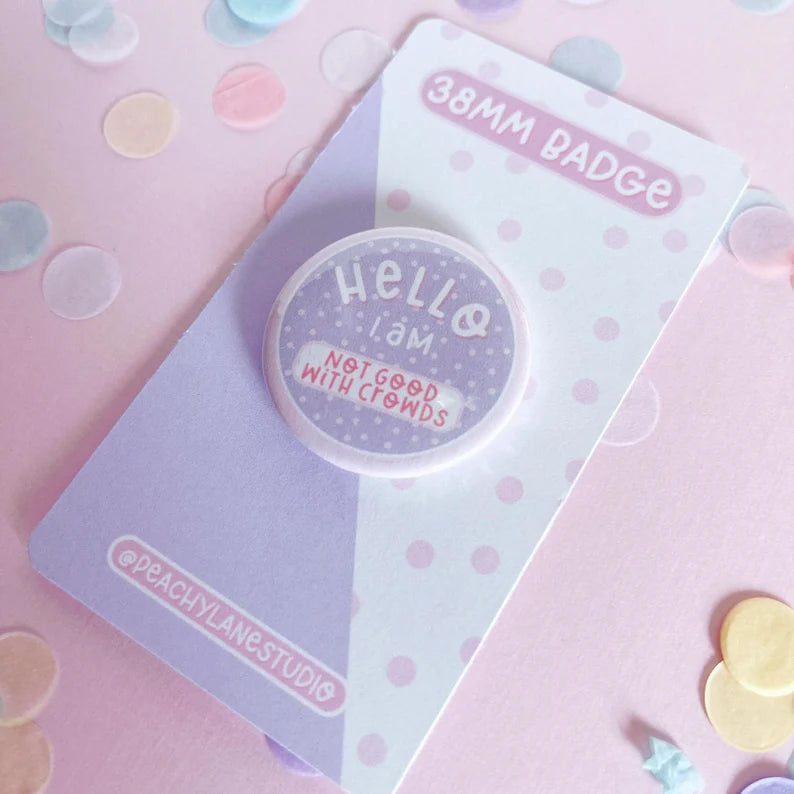 38MM BADGE
HELLO
I AM
NOT GOOD
WITH CROWDS
@PEACHYLANESTUDIO